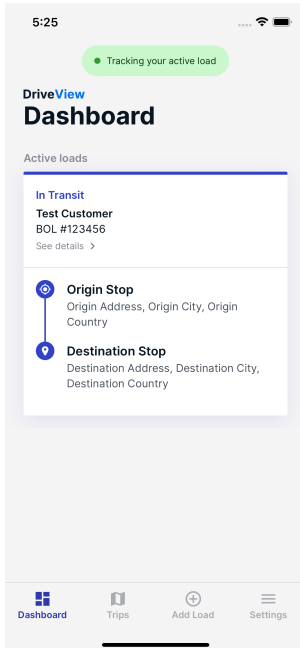 5:25
Tracking your active load
DriveView
Dashboard
Active loads
In Transit
Test Customer
BOL #123456
See details
Origin Stop
Origin Address, Origin City, Origin
Country
Destination Stop
Destination Address, Destination City,
Destination Country
Dashboard
Trips
Add Load
Settings